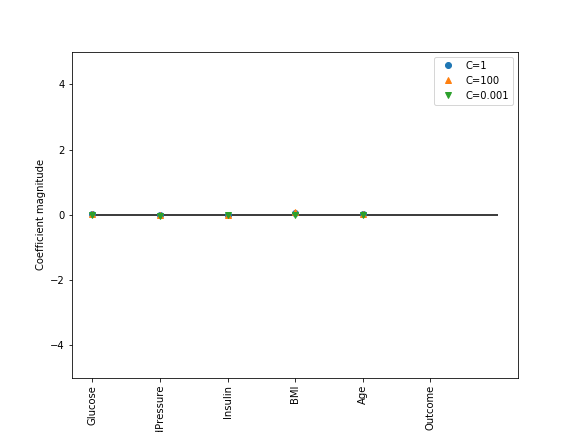 C=1
C=100
C=0.001
Coefficient magnitude
4
2
0
−2
−4
Glucose
lPressure
Insulin
BMI
Age
Outcome